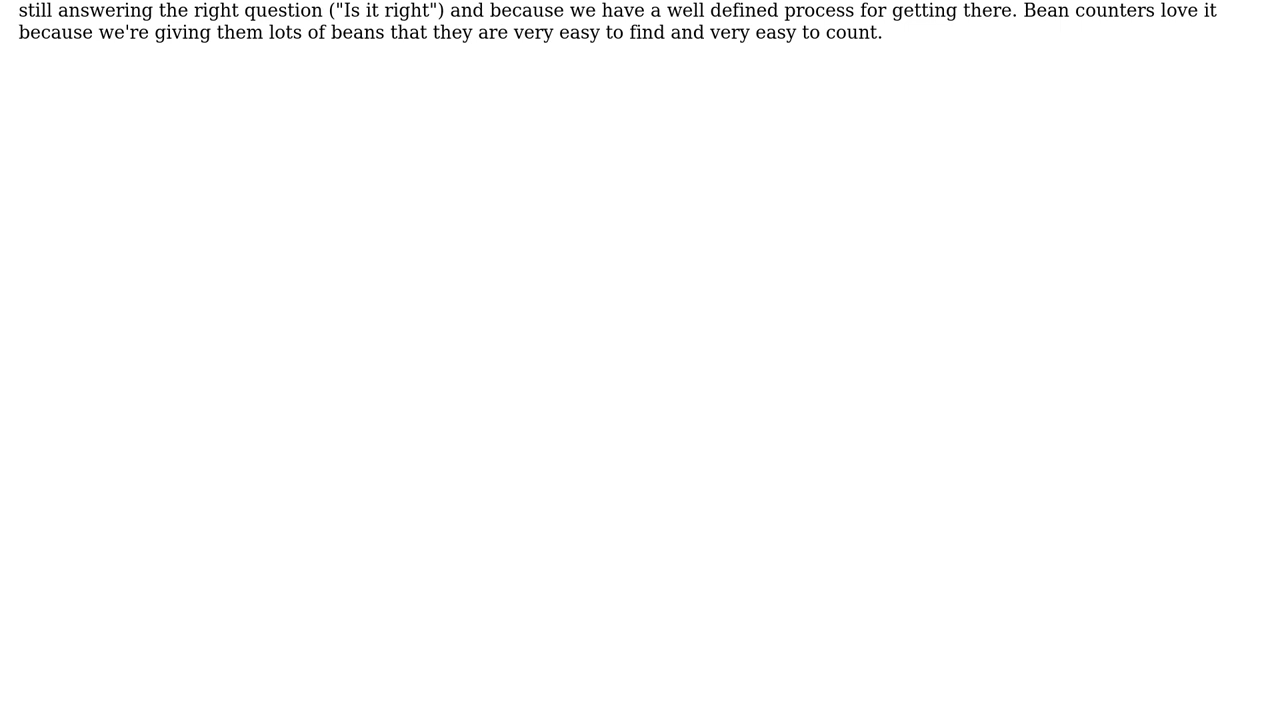 still answering the right question ("Is it right") and because we have a well defined process for getting there. Bean counters love it
because we're giving them lots of beans that they are very easy to find and very easy to count.